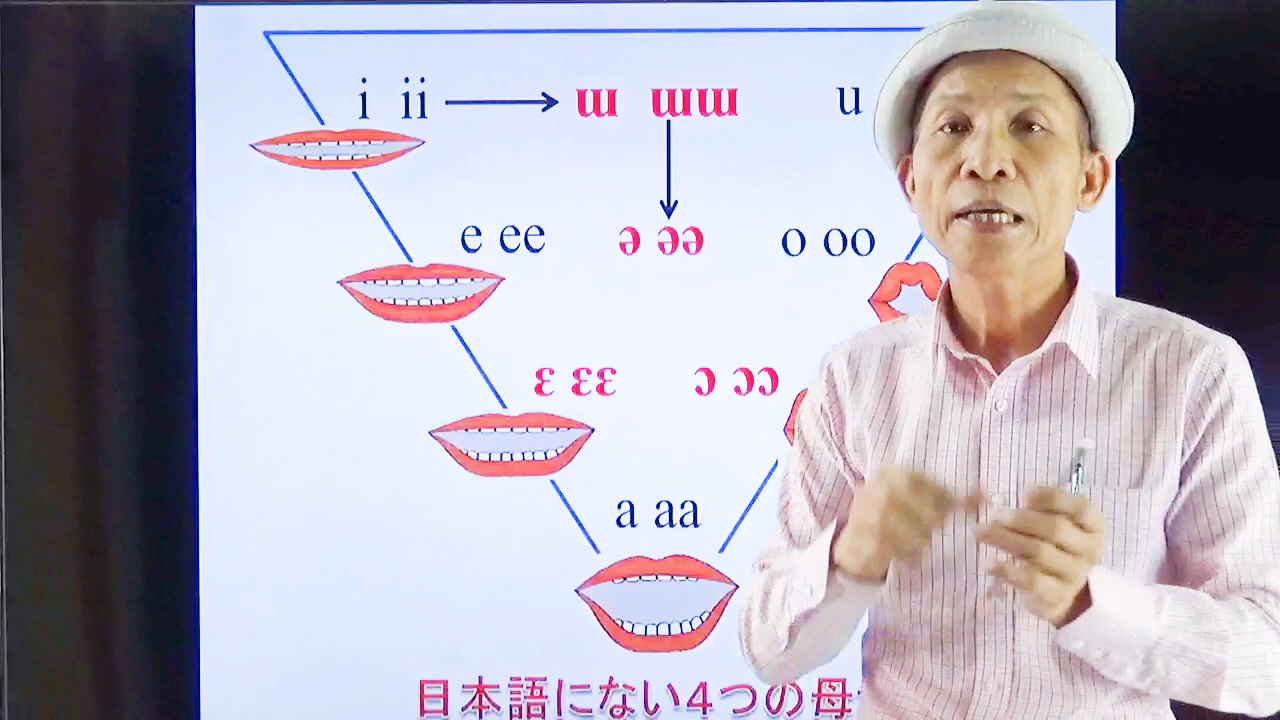 i ii ɯ ɯɯ u
e ee ə əə o oo
ɛ ɛɛ ɔ ɔɔ
a aa
日本語にない4つの母